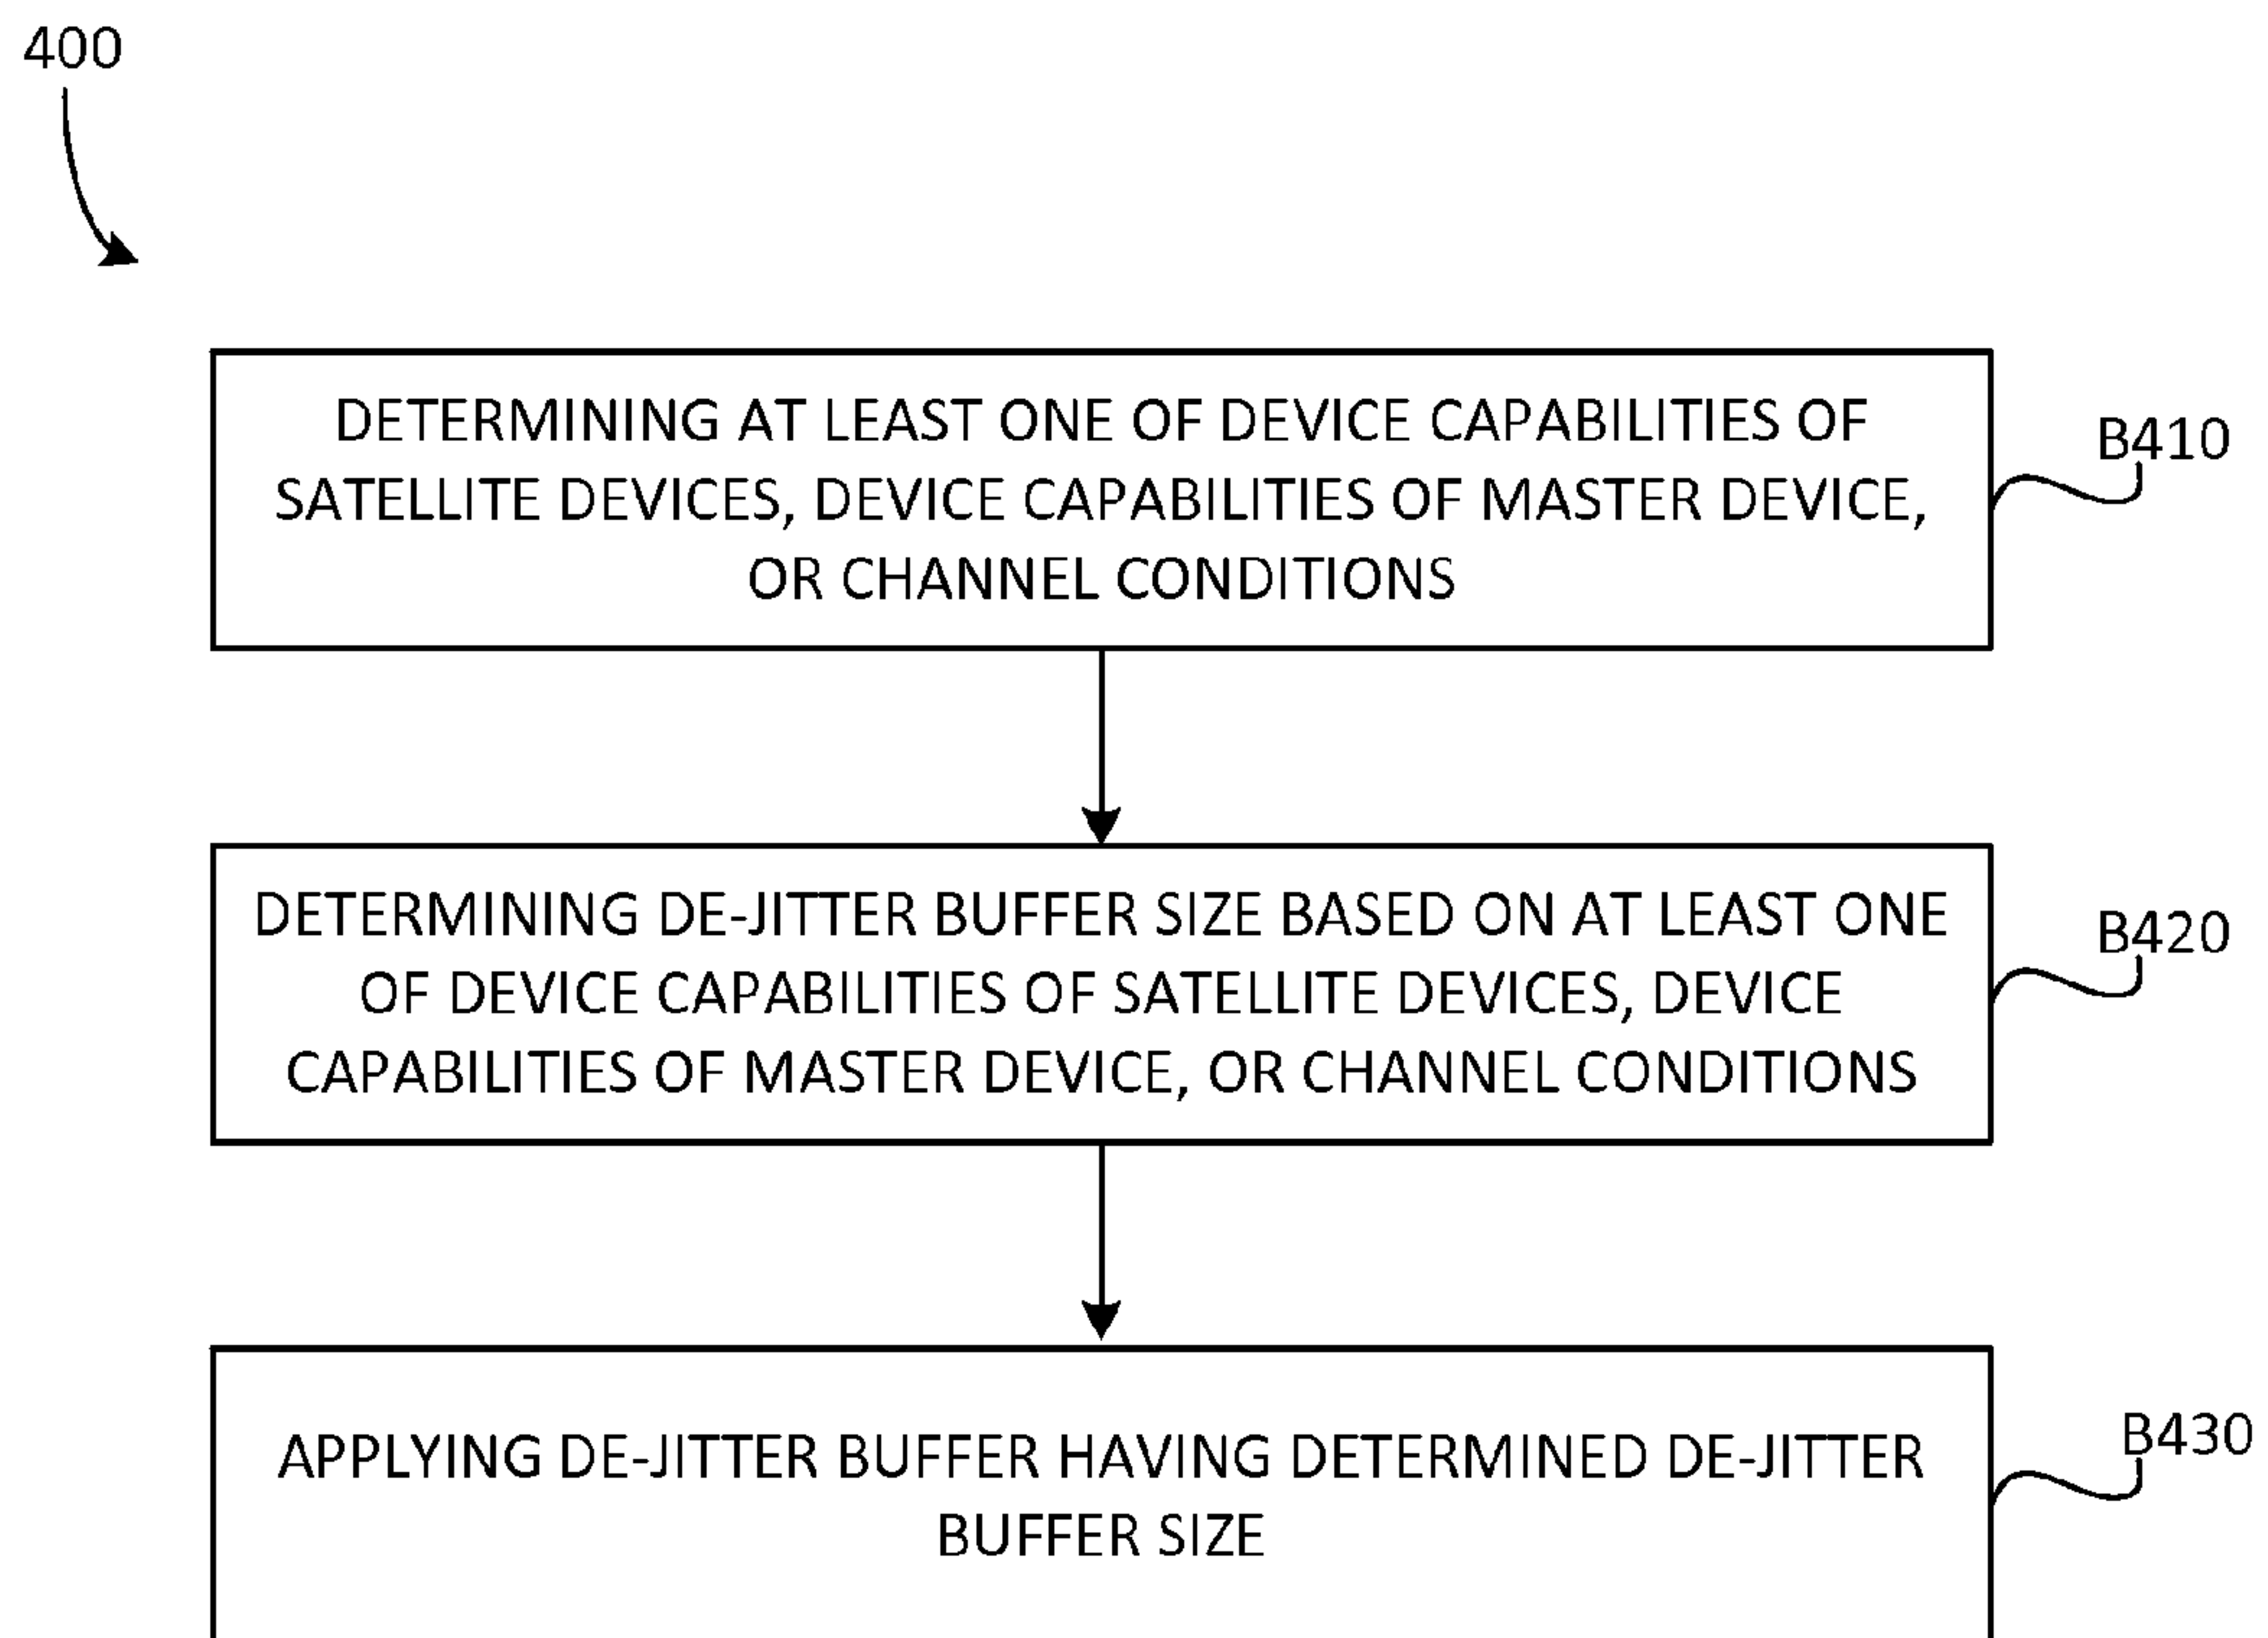 400
DETERMINING AT LEAST ONE OF DEVICE CAPABILITIES OF
SATELLITE DEVICES, DEVICE CAPABILITIES OF MASTER DEVICE,
OR CHANNEL CONDITIONS
B410
DETERMINING DE-JITTER BUFFER SIZE BASED ON AT LEAST ONE
OF DEVICE CAPABILITIES OF SATELLITE DEVICES, DEVICE
CAPABILITIES OF MASTER DEVICE, OR CHANNEL CONDITIONS
B420
APPLYING DE-JITTER BUFFER HAVING DETERMINED DE-JITTER
BUFFER SIZE
B430